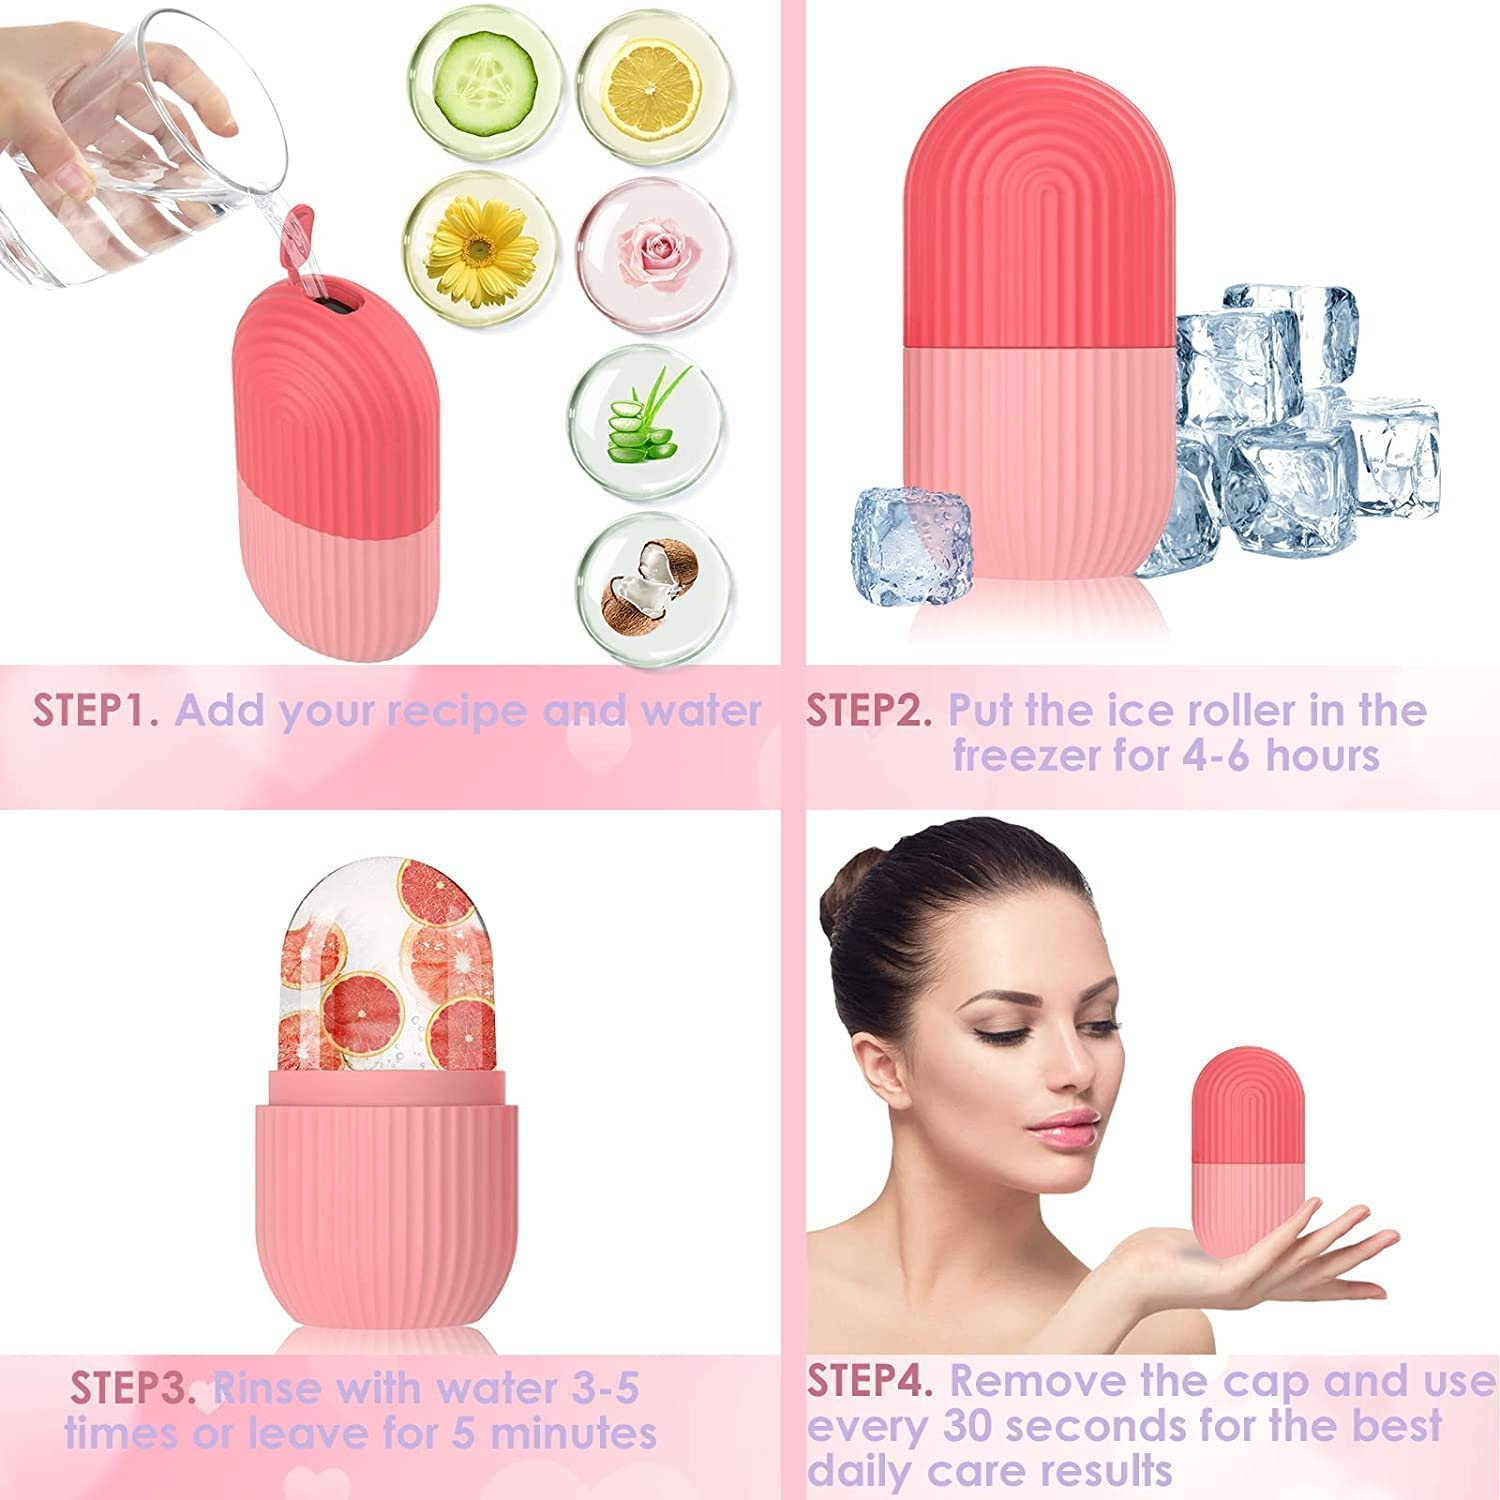 STEP1. Add your recipe and water
STEP2. Put the ice roller in the
freezer for 4-6 hours
STEP3. Rinse with water 3-5
times or leave for 5 minutes
STEP4. Remove the cap and use
every 30 seconds for the best
daily care results